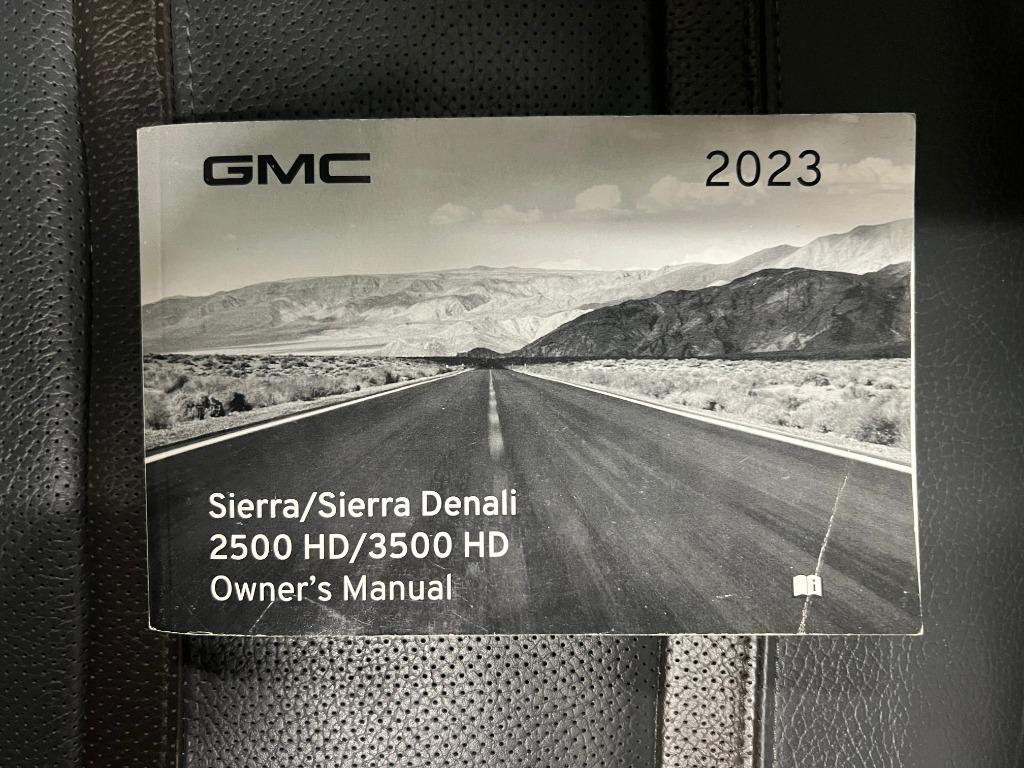 GMC
2023
Sierra/Sierra Denali
2500 HD/3500 HD
Owner's Manual